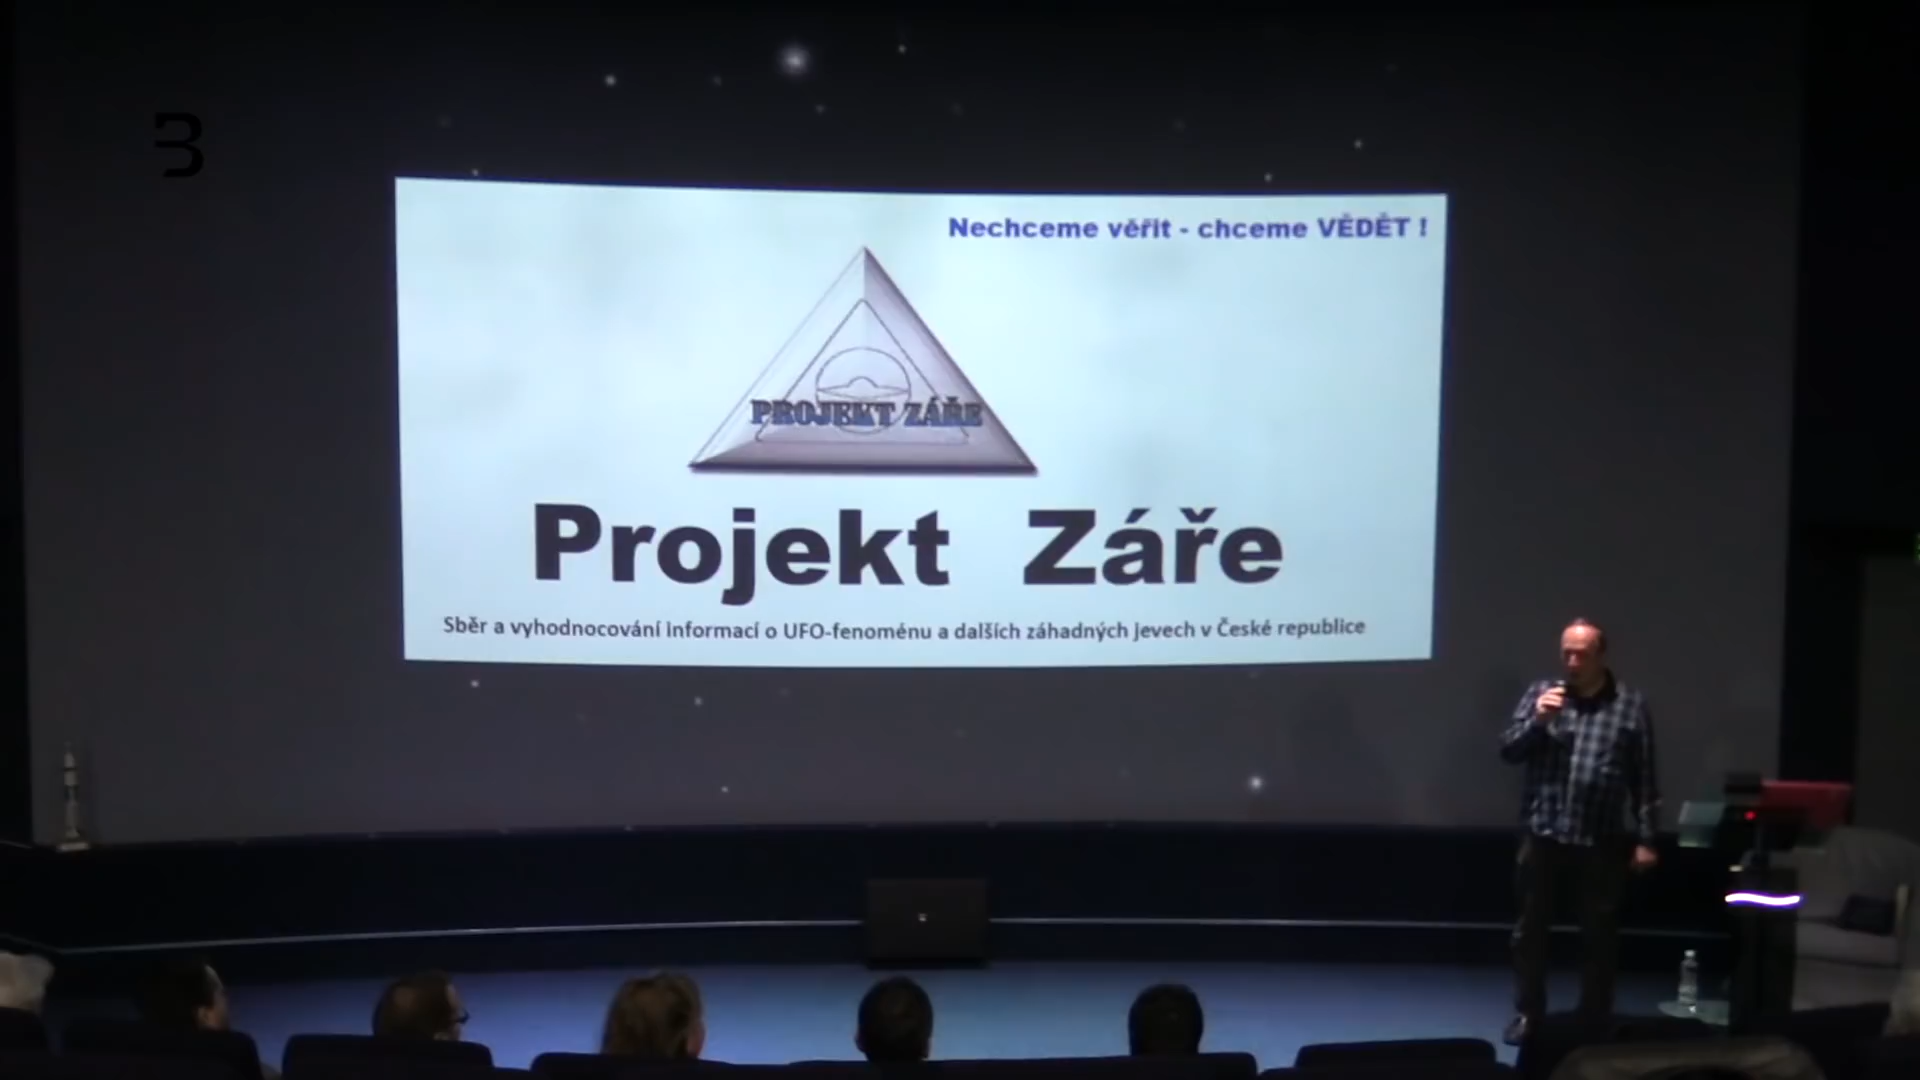 B
Nechceme věřit - chceme VĚDĚT !
PROJEKT ZÁŘE
Projekt Záře
Sběr a vyhodnocování informací o UFO-fenoménu a dalších záhadných jevech v České republice